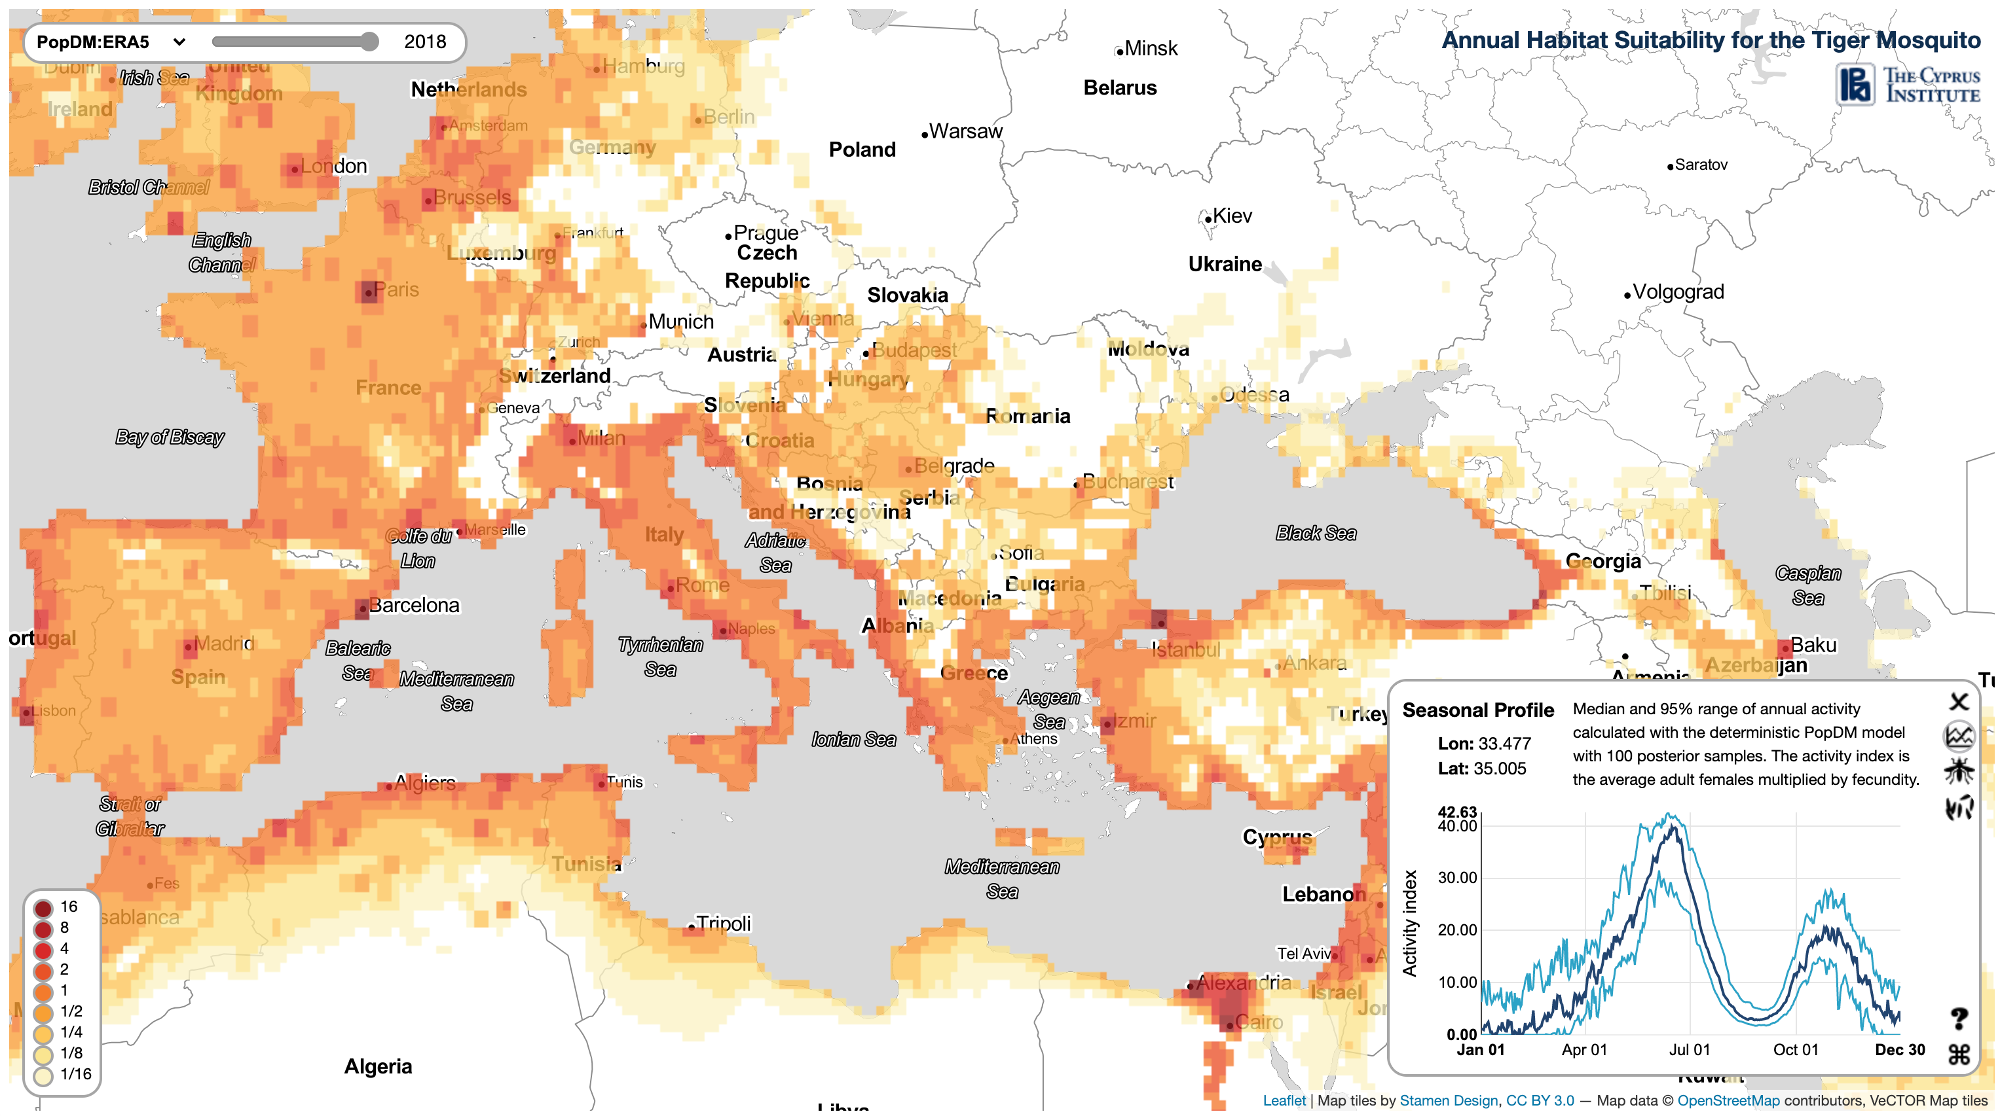 PopDM:ERA5
2018
Annual Habitat Suitability for the Tiger Mosquito
THE CYPRUS
INSTITUTE
Minsk
Belarus
Hamburg
Dublin
Irish Sea
United
Kingdom
Ireland
Netherlands
Amsterdam
Berlin
Germany
Warsaw
Poland
Saratov
London
Bristol Channel
Brussels
English
Channel
Kiev
Ukraine
Frankfurt
Luxemburg
Prague
Czech
Republic
Paris
Slovakia
Volgograd
Munich
Vienna
Zurich
Austria
Budapest
Moldova
Switzerland
Hungary
France
Geneva
Slovenia
Odessa
Romania
Bay of Biscay
Milan
Croatia
Belgrade
Bosnia
and Herzegovina
Serbia
Bucharest
Marseille
Golfe du
Lion
Italy
Adriatic
Sea
Black Sea
Sofia
Georgia
Caspian
Sea
Rome
Bulgaria
Macedonia
Tbilisi
Barcelona
Albania
Naples
ortugal
Madrid
Spain
Balearic
Sea
Mediterranean
Sea
Tyrrhenian
Sea
Istanbul
Ankara
Baku
Azerbaijan
Armenia
Greece
Aegean
Sea
Turkey
Izmir
Athens
Lisbon
Ionian Sea
Algiers
Tunis
Strait of
Gibraltar
Tunisia
Cyprus
Mediterranean
Sea
Fes
sablanca
Lebanon
Tripoli
Tel Aviv
Alexandria
Israel
Jor
Cairo
Algeria
Libya
Kuwait
16
8
4
2
1
1/2
1/4
1/8
1/16
Seasonal Profile
Lon: 33.477
Lat: 35.005
Median and 95% range of annual activity
calculated with the deterministic PopDM model
with 100 posterior samples. The activity index is
the average adult females multiplied by fecundity.
Activity index
42.63
40.00
30.00
20.00
10.00
0.00
Jan 01
Apr 01
Jul 01
Oct 01
Dec 30
?
Leaflet | Map tiles by Stamen Design, CC BY 3.0 — Map data © OpenStreetMap contributors, VeCTOR Map tiles